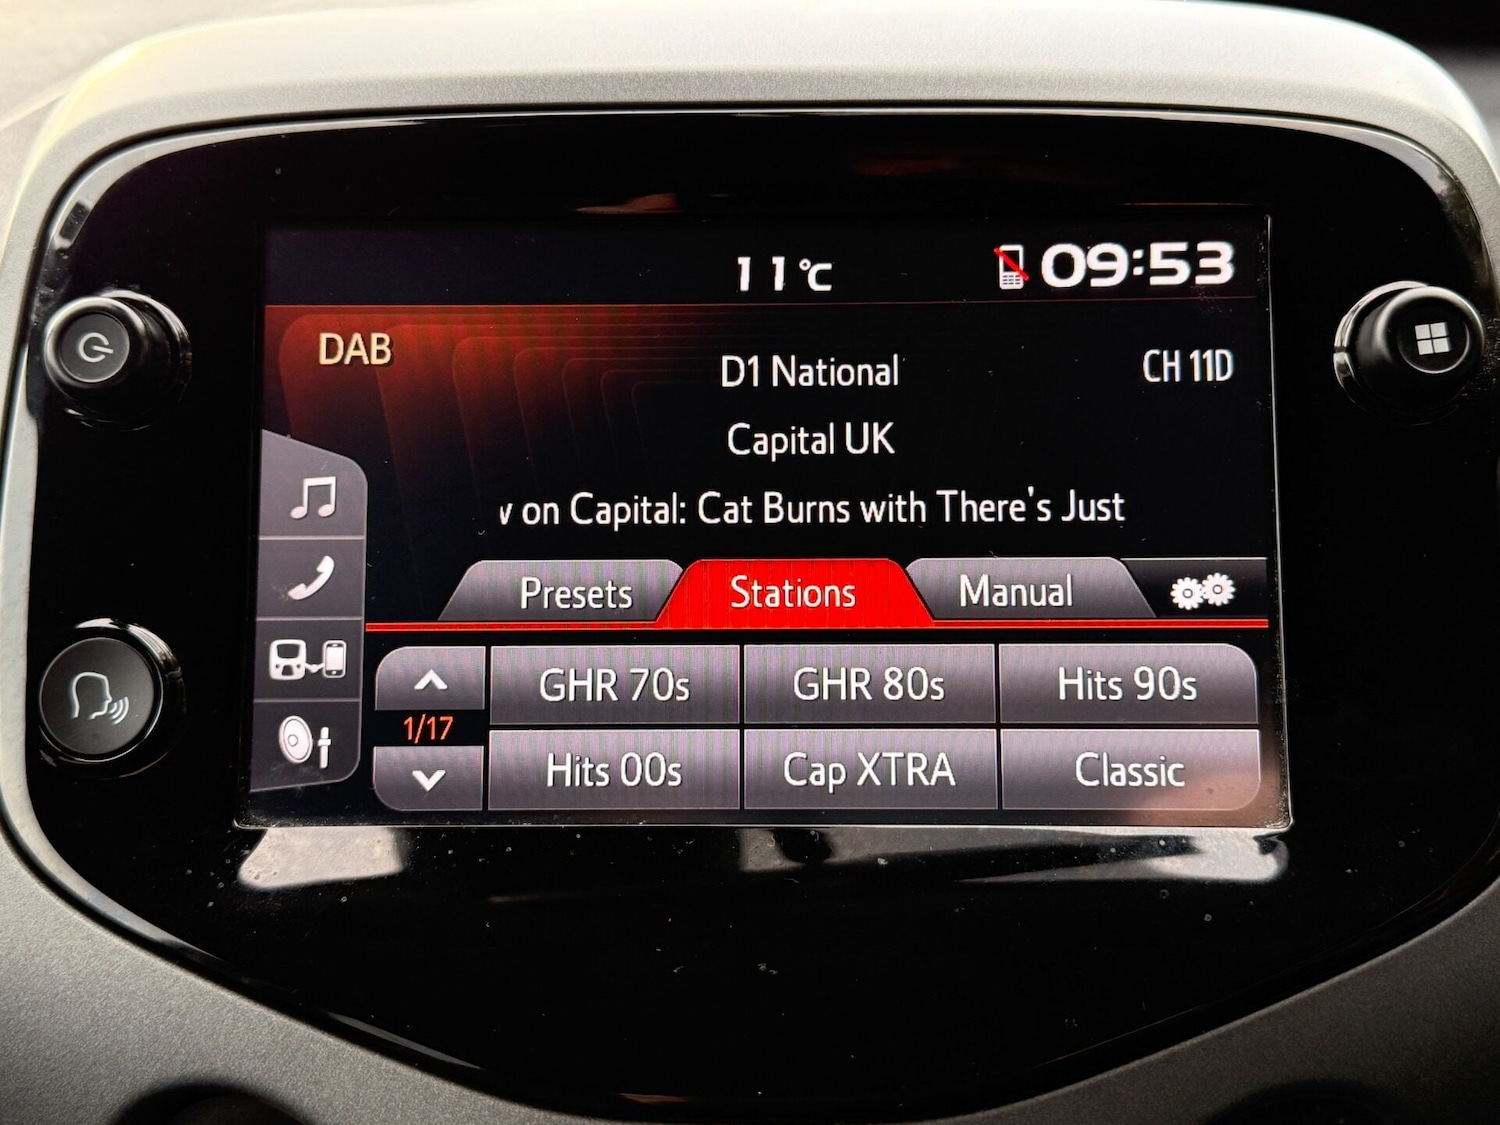 11°C
09:53
DAB
D1 National
CH 11D
Capital UK
on Capital: Cat Burns with There's Just
Presets
Stations
Manual
GHR 70s
GHR 80s
Hits 90s
1/17
Hits 00s
Cap XTRA
Classic